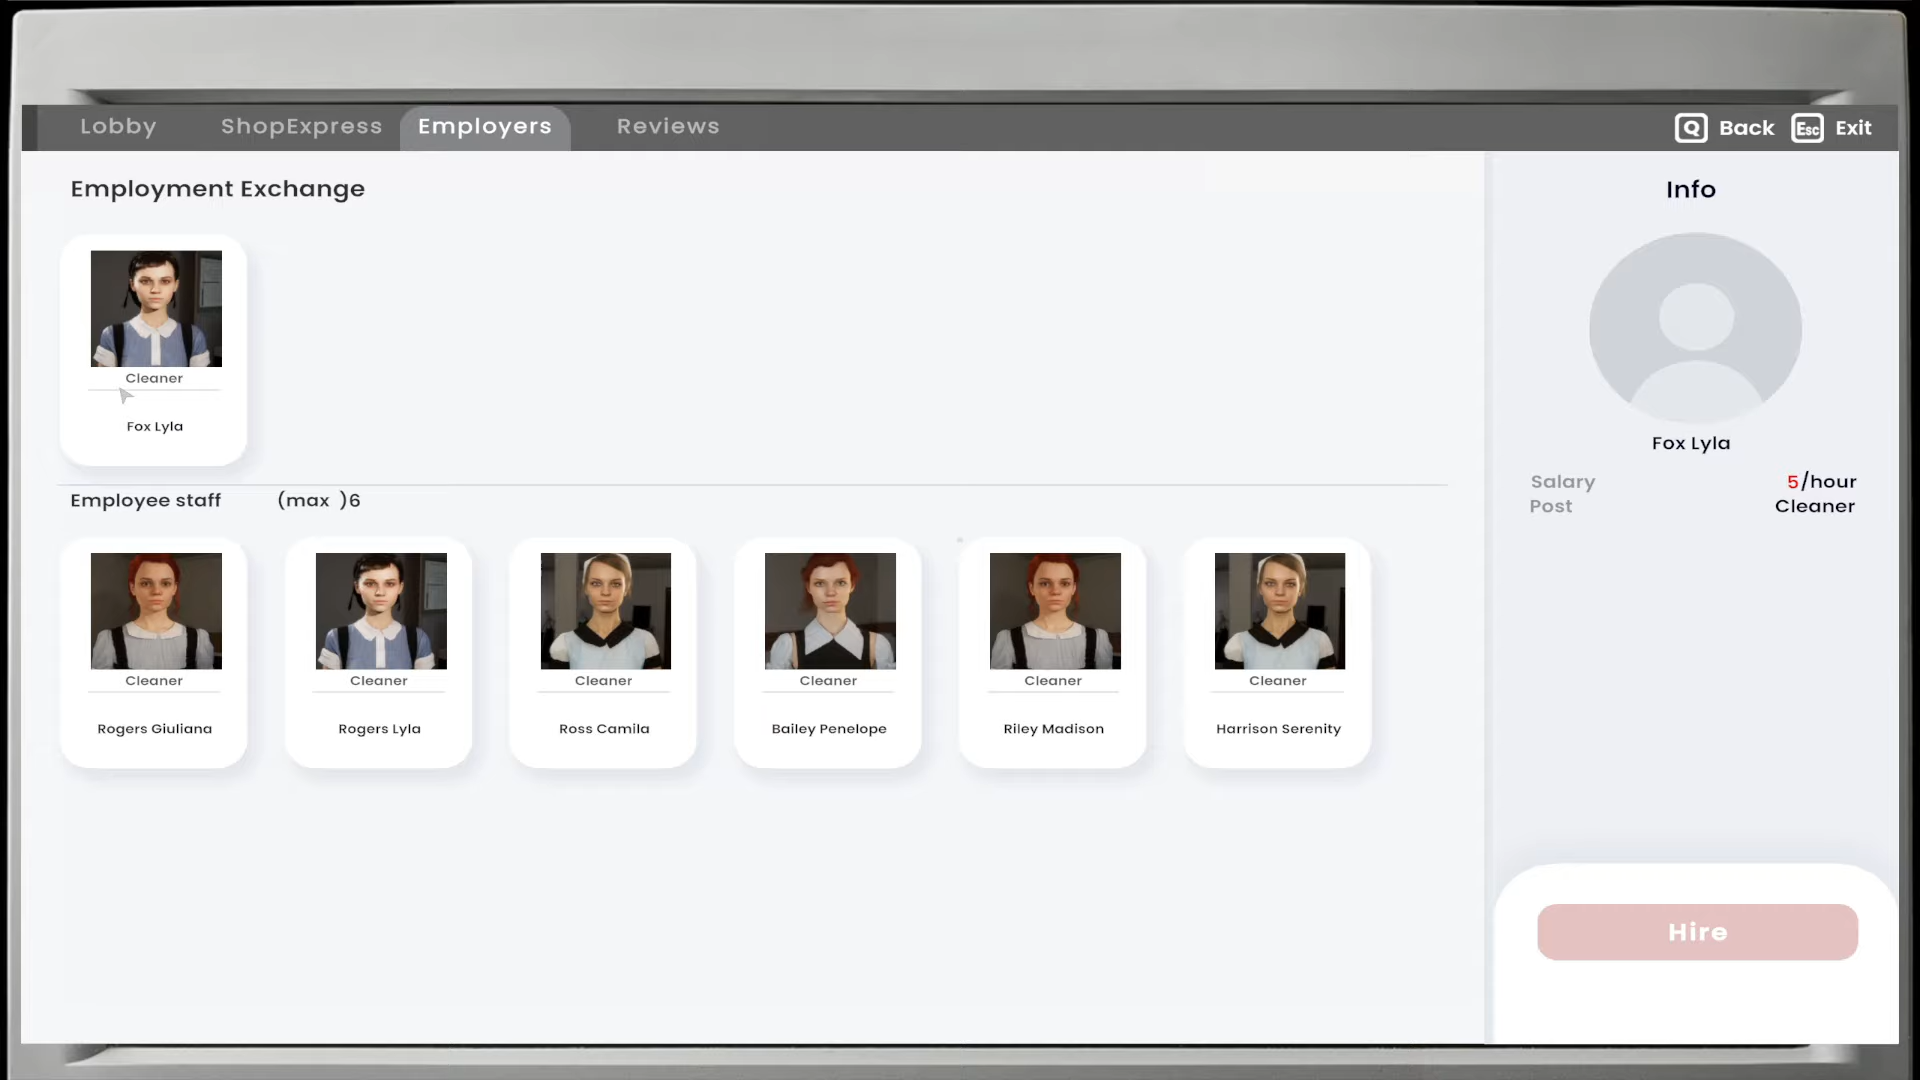 Lobby ShopExpress Employers Reviews Q Back Esc Exit
Employment Exchange
Info
Cleaner
Fox Lyla
Fox Lyla
Salary 5/hour
Post Cleaner
Employee staff (max )6
Cleaner Cleaner Cleaner Cleaner Cleaner Cleaner
Rogers Giuliana Rogers Lyla Ross Camila Bailey Penelope Riley Madison Harrison Serenity
Hire